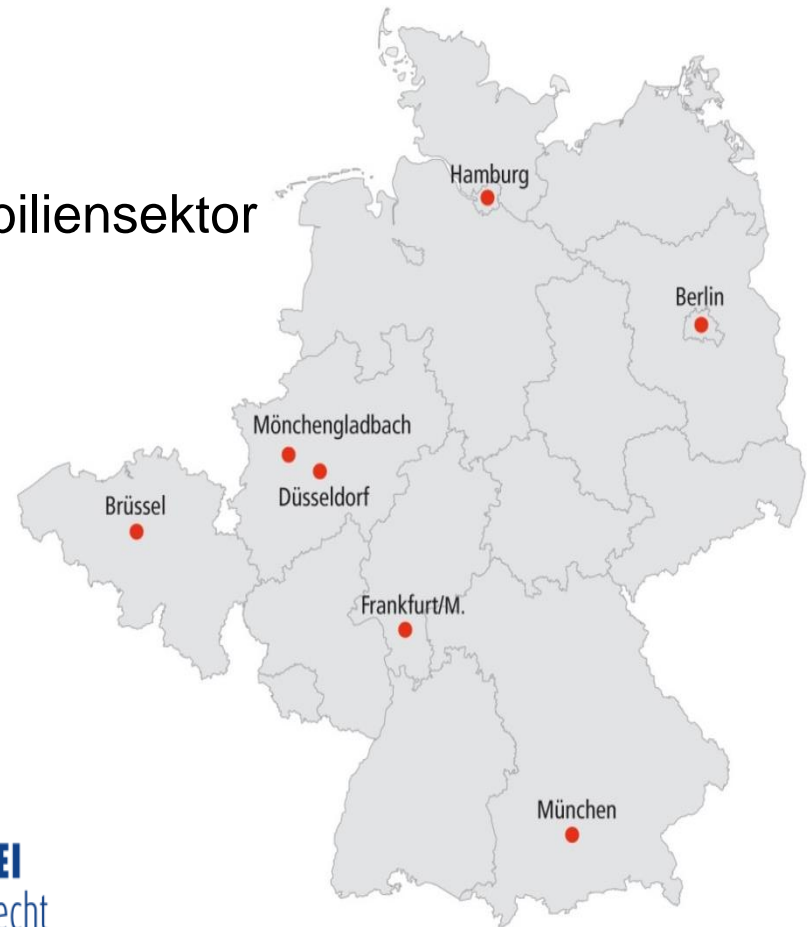 Hamburg
biliensektor
Berlin
Mönchengladbach
Düsseldorf
Brüssel
Frankfurt/M.
München
EI
echt